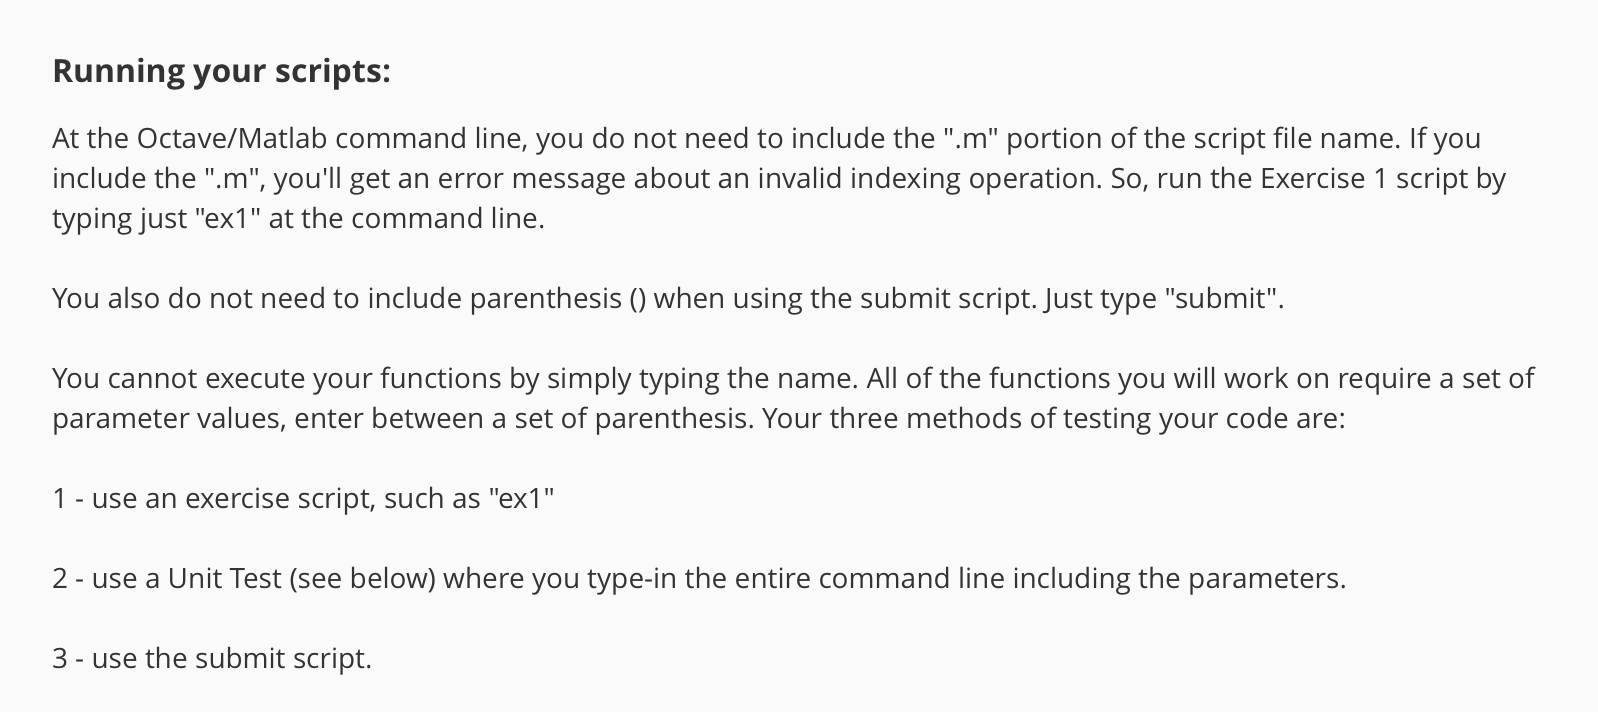 Running your scripts:
At the Octave/Matlab command line, you do not need to include the ".m" portion of the script file name. If you
include the ".m", you'll get an error message about an invalid indexing operation. So, run the Exercise 1 script by
typing just "ex1" at the command line.
You also do not need to include parenthesis () when using the submit script. Just type "submit".
You cannot execute your functions by simply typing the name. All of the functions you will work on require a set of
parameter values, enter between a set of parenthesis. Your three methods of testing your code are:
1 - use an exercise script, such as "ex1"
2 - use a Unit Test (see below) where you type-in the entire command line including the parameters.
3 - use the submit script.